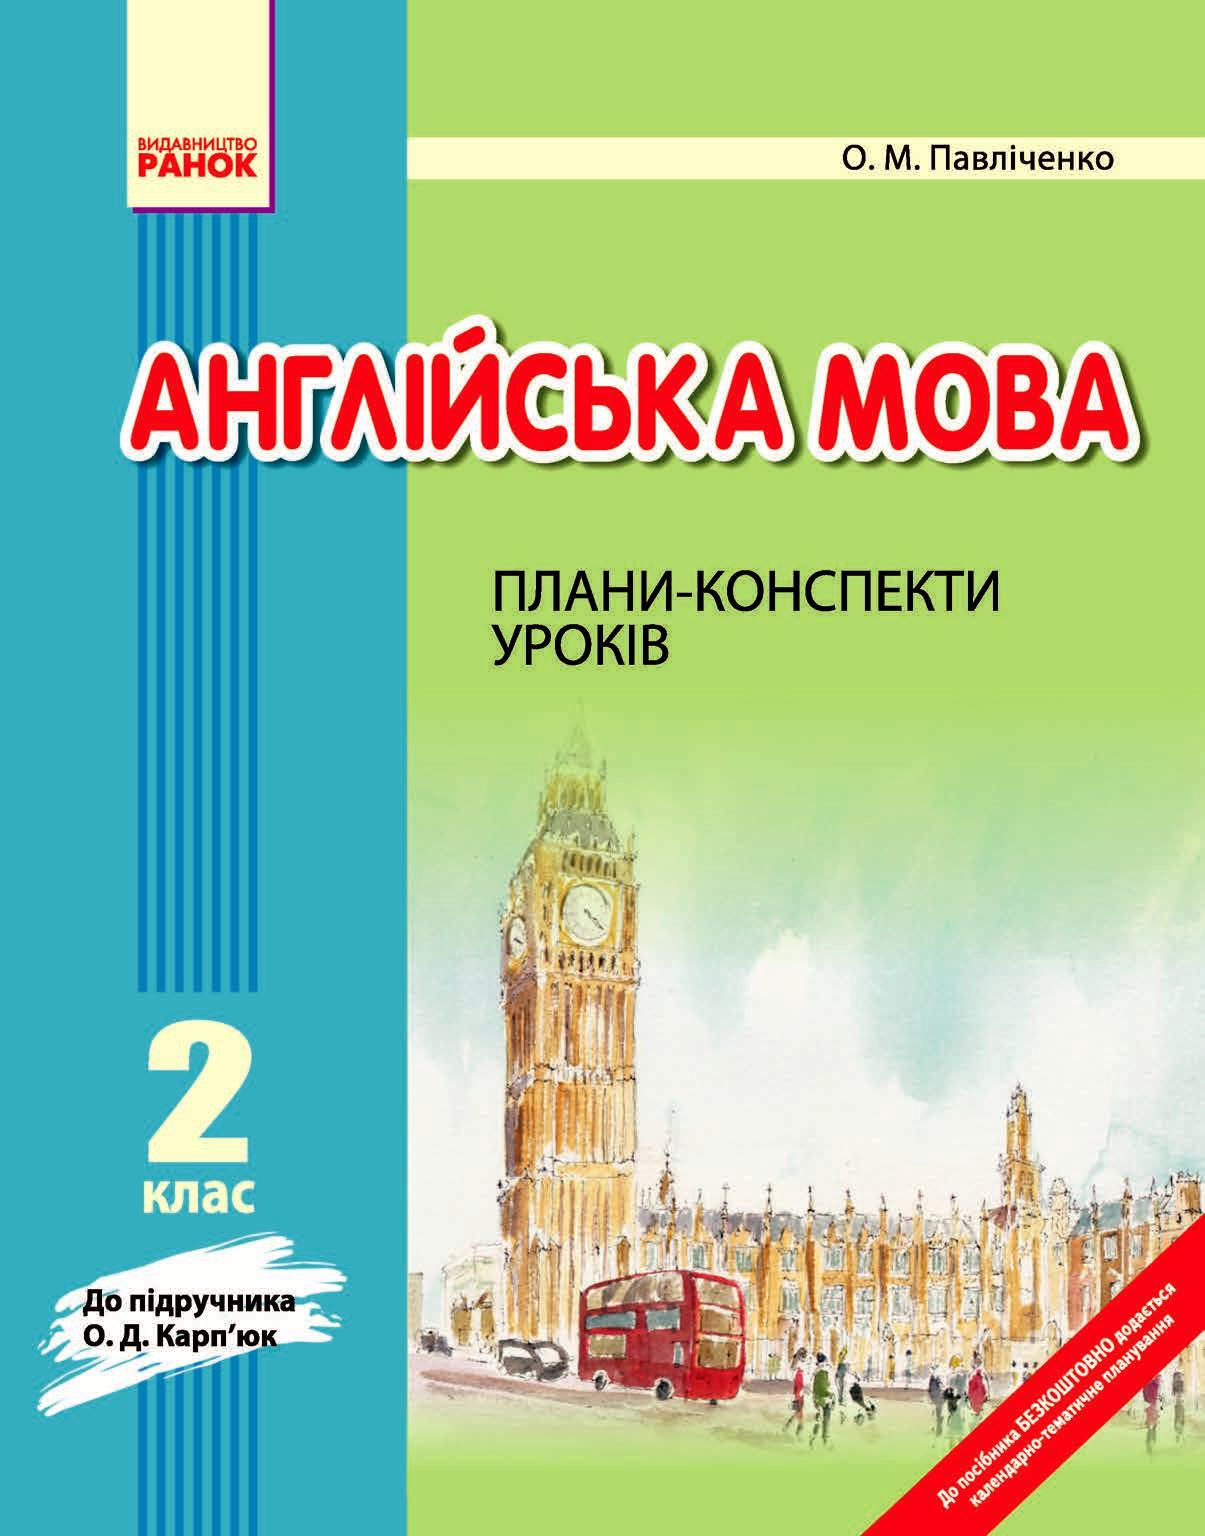 ВИДАВНИЦТВО
РАНОК
О. М. Павліченко
АНГЛІЙСЬКА МОВА
ПЛАНИ-КОНСПЕКТИ
УРОКІВ
2
клас
До підручника
О. Д. Карп'юк
До посібника БЕЗКОШТОВНО додається
календарно-тематичне планування